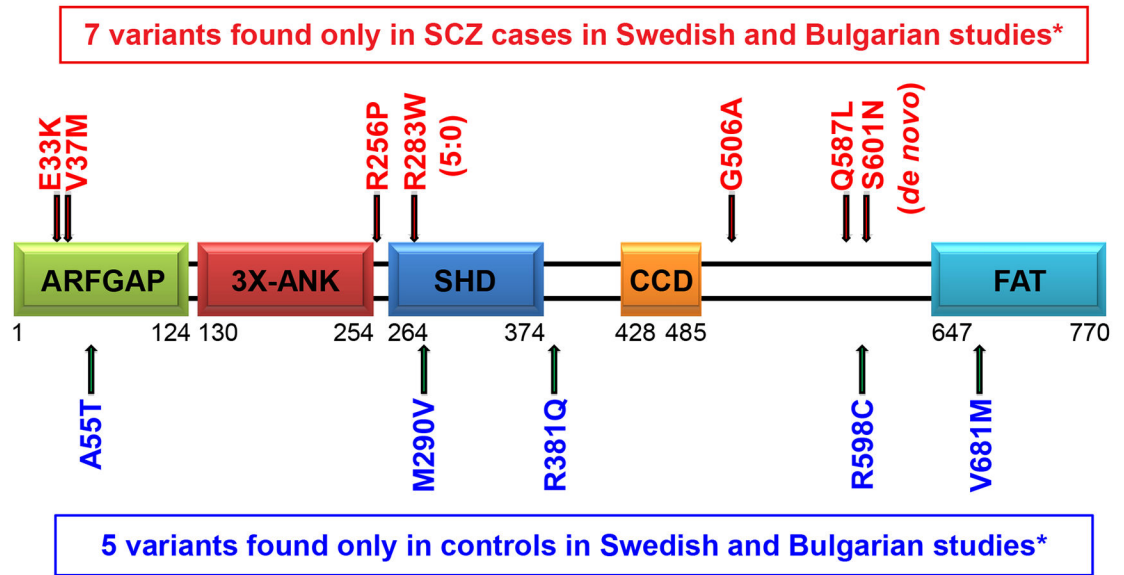 7 variants found only in SCZ cases in Swedish and Bulgarian studies*
E33K
V37M
R256P
R283W
(5:0)
G506A
Q587L
S601N
(de novo)
ARFGAP
3X-ANK
SHD
CCD
FAT
1 124 130 254 264 374 428 485 647 770
A55T
M290V
R381Q
R598C
V681M
5 variants found only in controls in Swedish and Bulgarian studies*